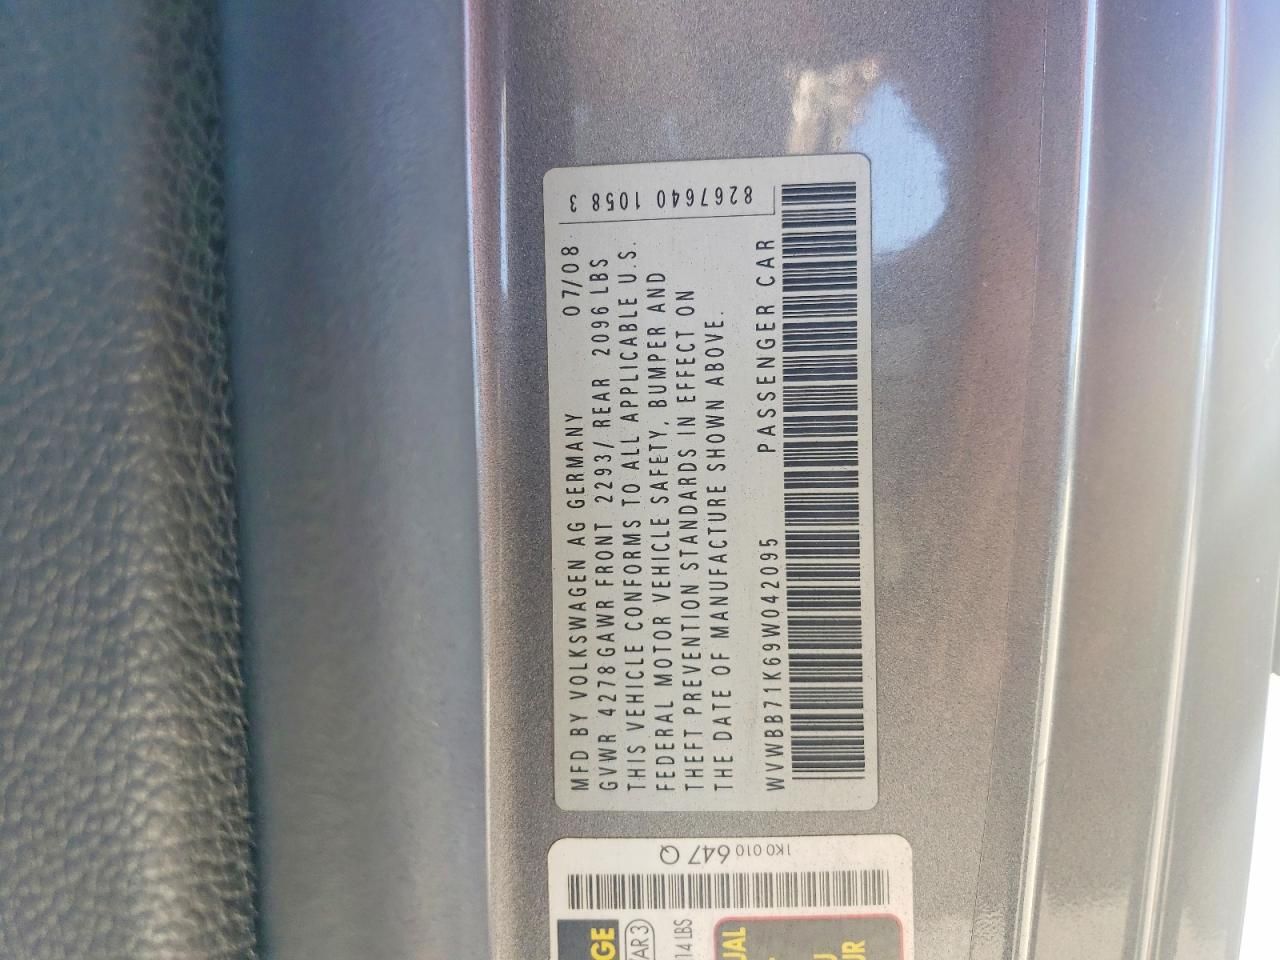 MFD BY VOLKSWAGEN AG GERMANY 07/08
GVWR 4278 GAWR FRONT 2293/ REAR 2096 LBS
THIS VEHICLE CONFORMS TO ALL APPLICABLE U.S.
FEDERAL MOTOR VEHICLE SAFETY, BUMPER AND
THEFT PREVENTION STANDARDS IN EFFECT ON
THE DATE OF MANUFACTURE SHOWN ABOVE.
WVWBB71K69W042095 PASSENGER CAR
8267640 1058 3
1K0 010 647 Q